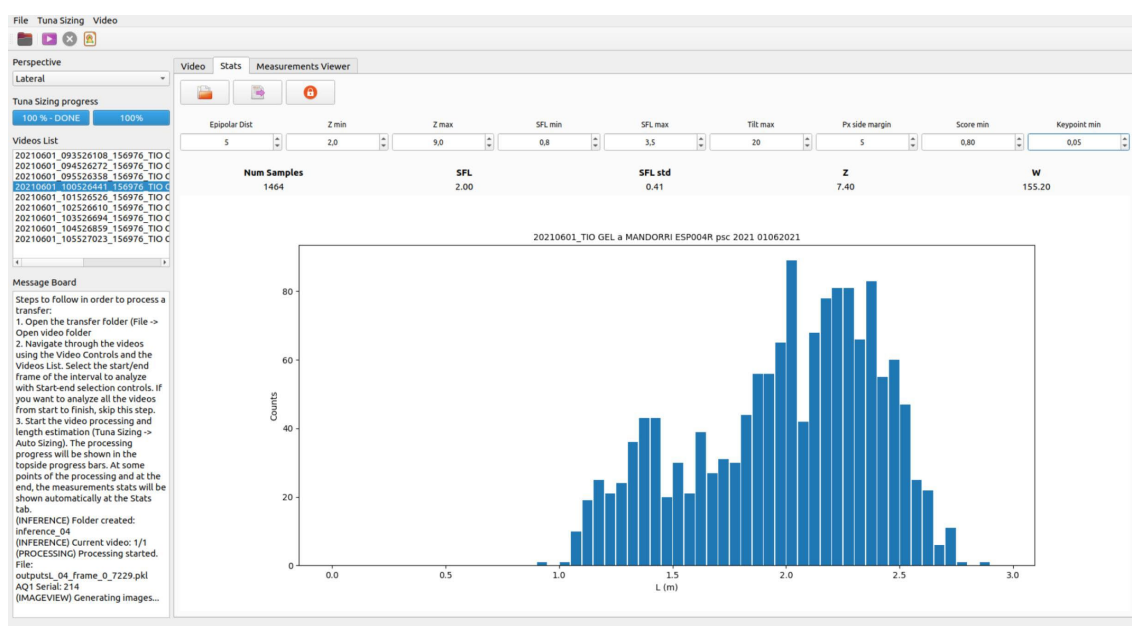 File Tuna Sizing Video
Perspective
Lateral
Tuna Sizing progress
100 % - DONE 100%
Videos List
20210601_093526108_156976_TIO G
20210601_094526272_156976_TIO G
20210601_095526358_156976_TIO G
20210601_100526441_156976_TIO G
20210601_101526526_156976_TIO G
20210601_102526610_156976_TIO G
20210601_103526694_156976_TIO G
20210601_104526859_156976_TIO G
20210601_105527023_156976_TIO G
Message Board
Steps to follow in order to process a
transfer:
1. Open the transfer folder (File ->
Open video folder
2. Navigate through the videos
using the Video Controls and the
Videos List. Select the start/end
frame of the interval to analyze
with Start-end selection controls. If
you want to analyze all the videos
from start to finish, skip this step.
3. Start the video processing and
length estimation (Tuna Sizing ->
Auto Sizing). The processing
progress will be shown in the
topside progress bars. At some
points of the processing and at the
end, the measurements stats will be
shown automatically at the Stats
tab.
(INFERENCE) Folder created:
inference_04
(INFERENCE) Current video: 1/1
(PROCESSING) Processing started.
File:
outputsL_04_frame_0_7229.pkl
AQ1 Serial: 214
(IMAGEVIEW) Generating images...
Video Stats Measurements Viewer
Epipolar Dist Z min Z max SFL min SFL max Tilt max Px side margin Score min Keypoint min
5 2,0 9,0 0,8 3,5 20 5 0,80 0,05
Num Samples SFL SFL std Z W
1464 2.00 0.41 7.40 155.20
20210601_TIO GEL a MANDORRI ESP004R psc 2021 01062021
80
60
Counts
40
20
0
0.0 0.5 1.0 1.5 2.0 2.5 3.0
L (m)